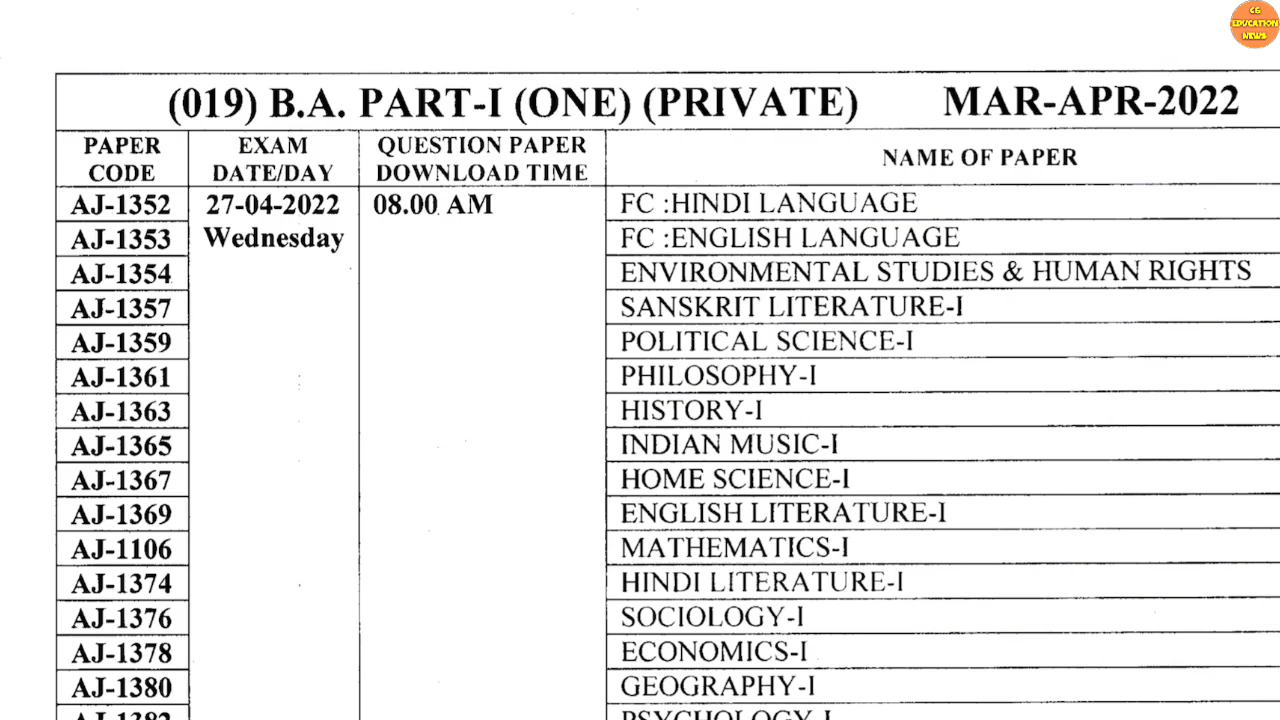 CG
EDUCATION
NEWS
(019) B.A. PART-I (ONE) (PRIVATE) MAR-APR-2022
PAPER CODE EXAM DATE/DAY QUESTION PAPER DOWNLOAD TIME NAME OF PAPER
AJ-1352 27-04-2022 08.00 AM FC :HINDI LANGUAGE
AJ-1353 Wednesday FC :ENGLISH LANGUAGE
AJ-1354 ENVIRONMENTAL STUDIES & HUMAN RIGHTS
AJ-1357 SANSKRIT LITERATURE-I
AJ-1359 POLITICAL SCIENCE-I
AJ-1361 PHILOSOPHY-I
AJ-1363 HISTORY-I
AJ-1365 INDIAN MUSIC-I
AJ-1367 HOME SCIENCE-I
AJ-1369 ENGLISH LITERATURE-I
AJ-1106 MATHEMATICS-I
AJ-1374 HINDI LITERATURE-I
AJ-1376 SOCIOLOGY-I
AJ-1378 ECONOMICS-I
AJ-1380 GEOGRAPHY-I
AJ-1382 PSYCHOLOGY-I